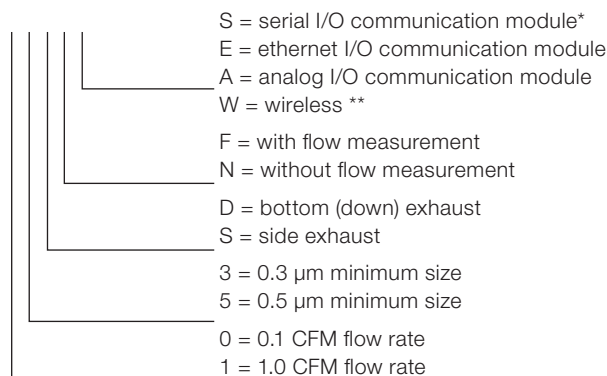 S = serial I/O communication module*
E = ethernet I/O communication module
A = analog I/O communication module
W = wireless **
F = with flow measurement
N = without flow measurement
D = bottom (down) exhaust
S = side exhaust
3 = 0.3 µm minimum size
5 = 0.5 µm minimum size
0 = 0.1 CFM flow rate
1 = 1.0 CFM flow rate